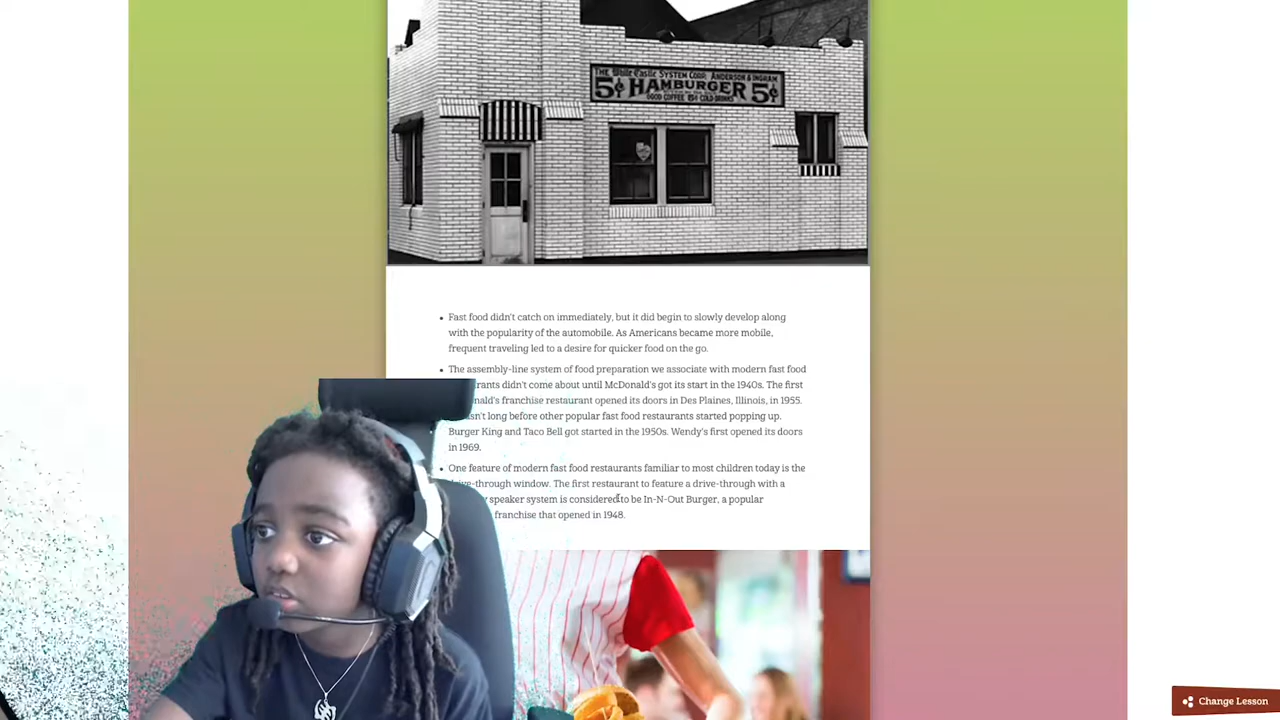 THE White Castle SYSTEM CORP. ANDERSON & INGRAM
5¢ HAMBURGER 5¢
GOOD COFFEE 5¢ COLD DRINKS
• Fast food didn't catch on immediately, but it did begin to slowly develop along
with the popularity of the automobile. As Americans became more mobile,
frequent traveling led to a desire for quicker food on the go.
• The assembly-line system of food preparation we associate with modern fast food
rants didn't come about until McDonald's got its start in the 1940s. The first
nald's franchise restaurant opened its doors in Des Plaines, Illinois, in 1955.
asn't long before other popular fast food restaurants started popping up.
Burger King and Taco Bell got started in the 1950s. Wendy's first opened its doors
in 1969.
• One feature of modern fast food restaurants familiar to most children today is the
ive-through window. The first restaurant to feature a drive-through with a
speaker system is considered to be In-N-Out Burger, a popular
franchise that opened in 1948.
Change Lesson